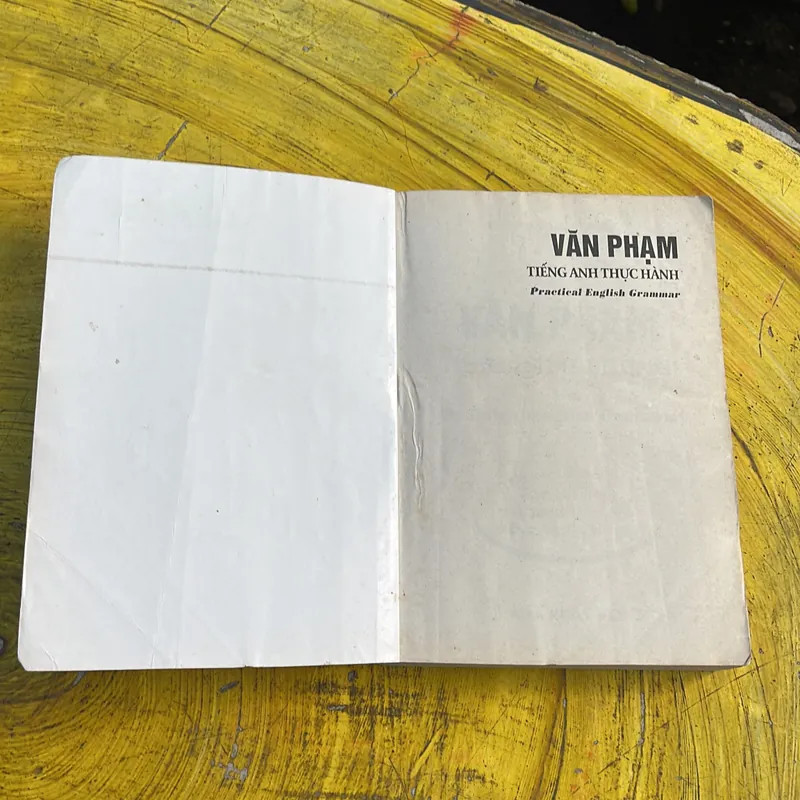 VĂN PHẠM
TIẾNG ANH THỰC HÀNH
Practical English Grammar